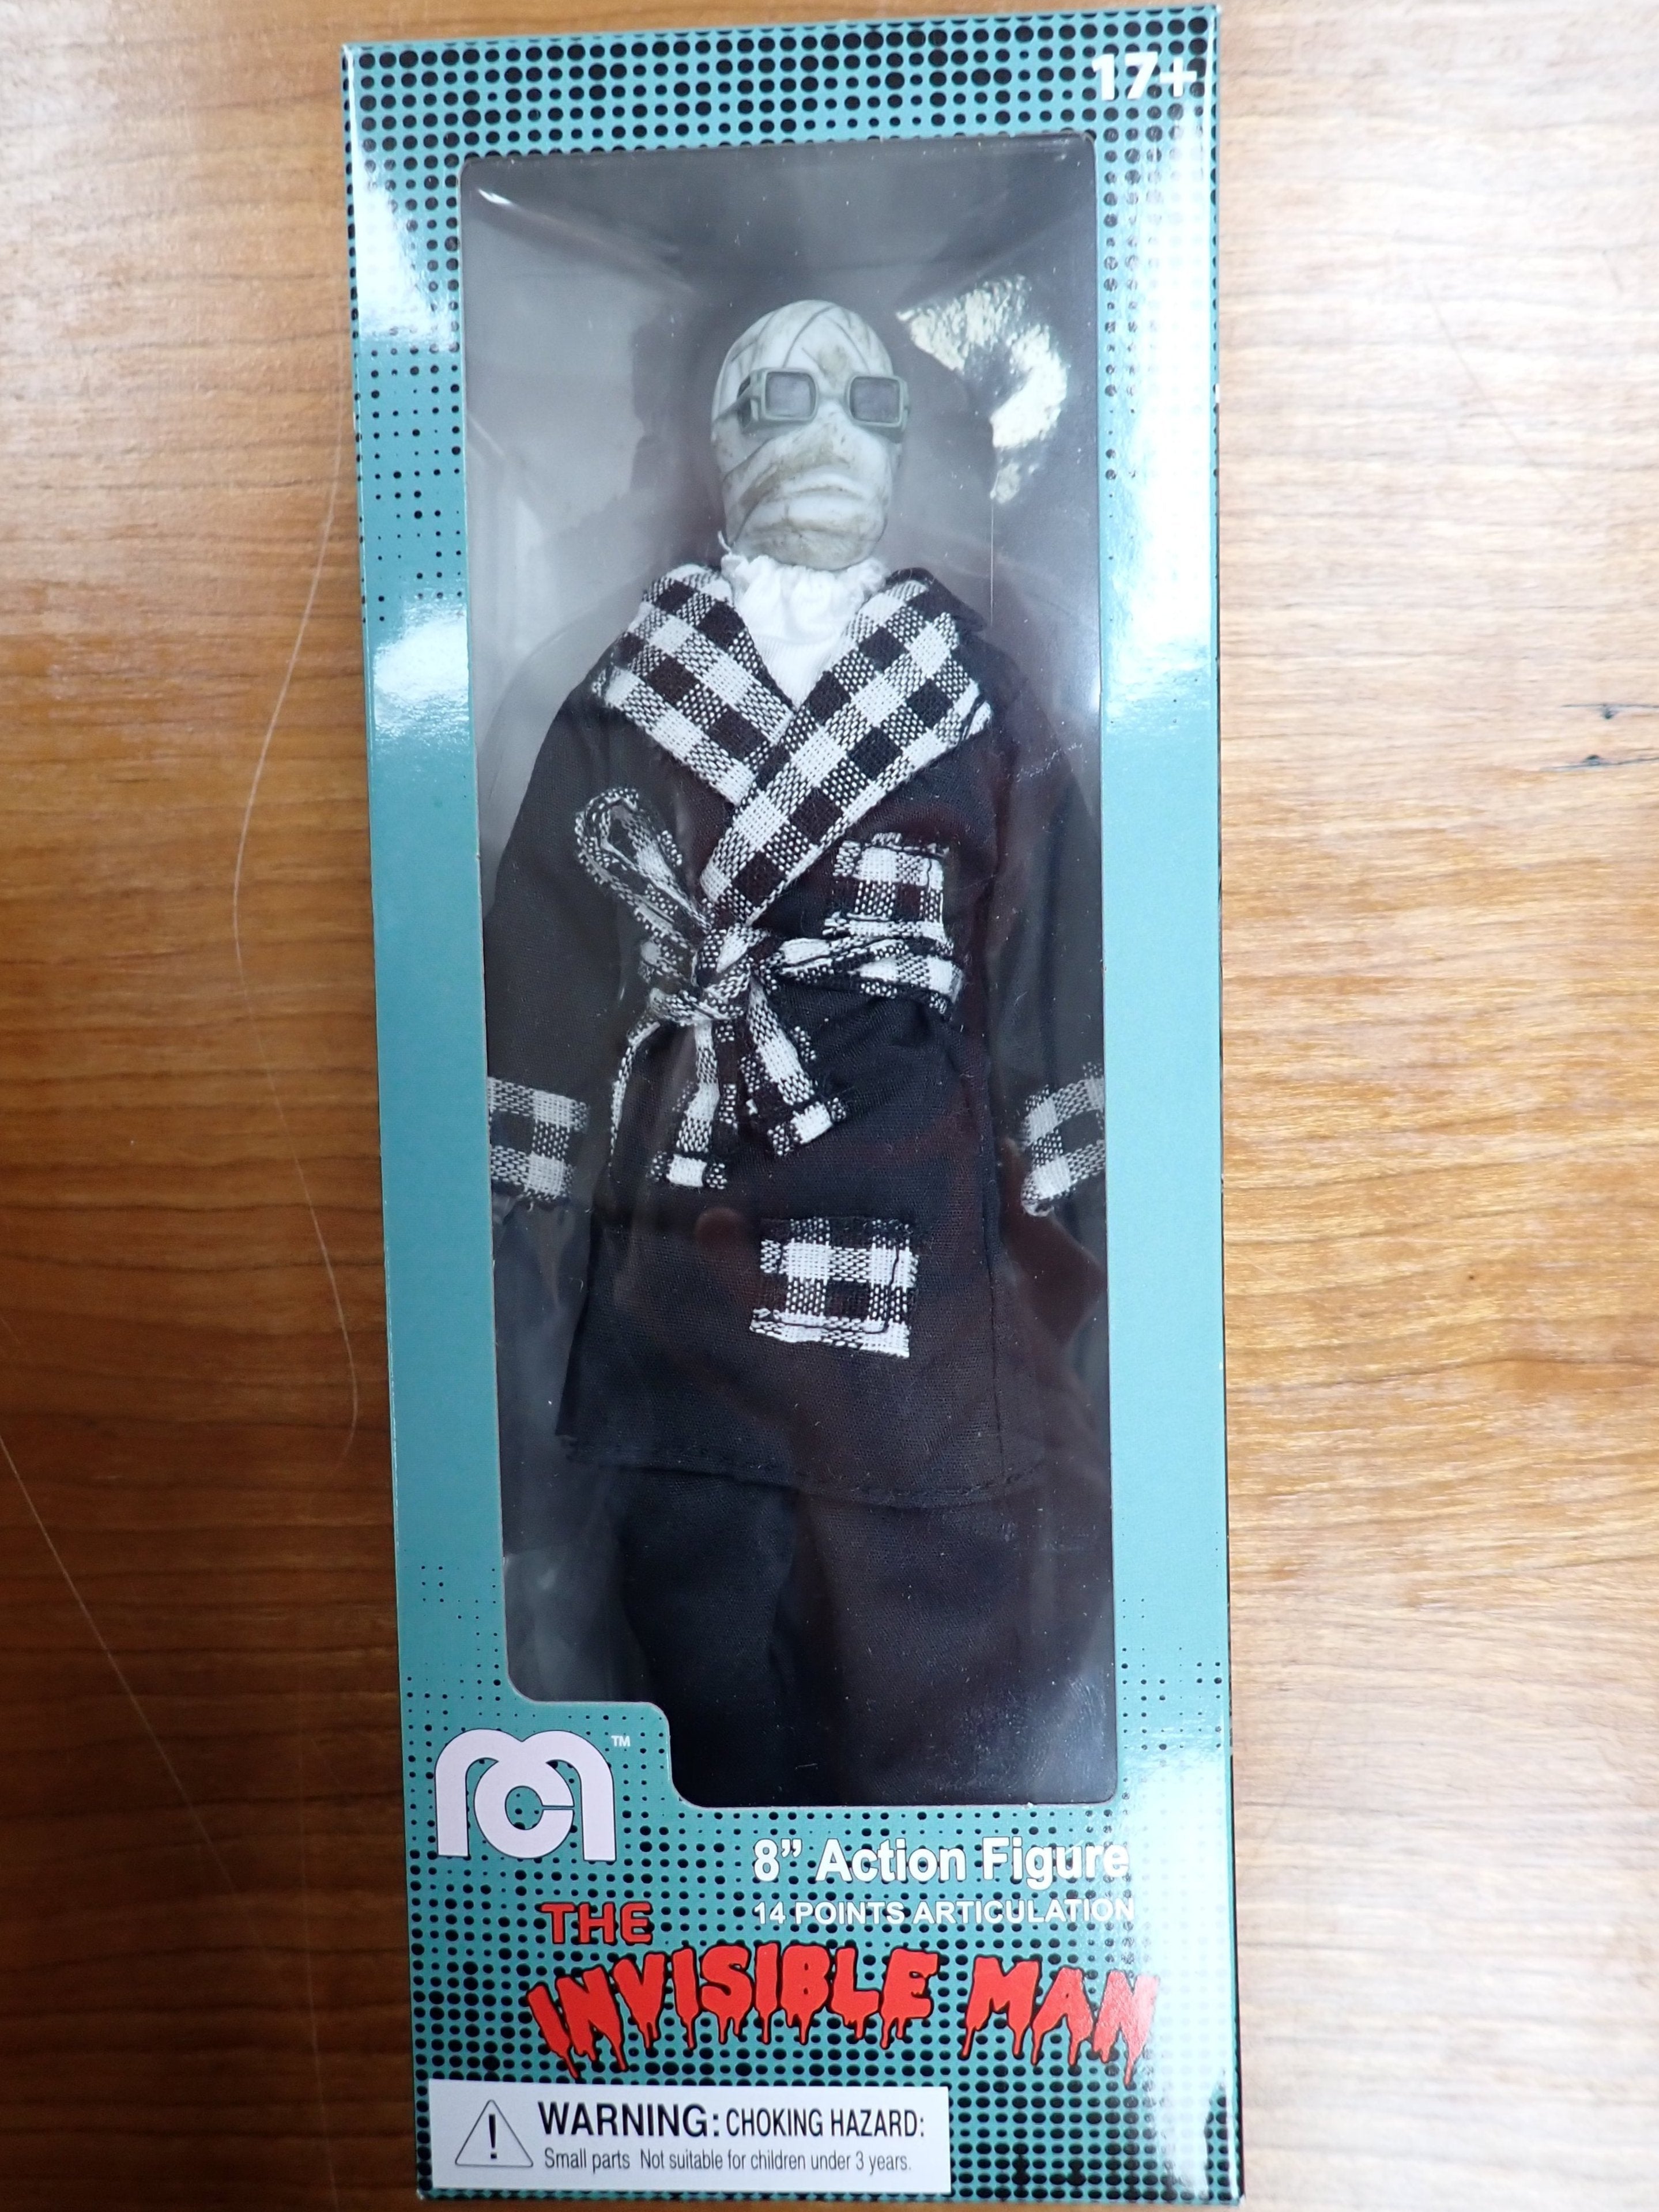 17+
TM
8” Action Figure
14 POINTS ARTICULATION
THE
INVISIBLE MAN
WARNING: CHOKING HAZARD:
Small parts Not suitable for children under 3 years.